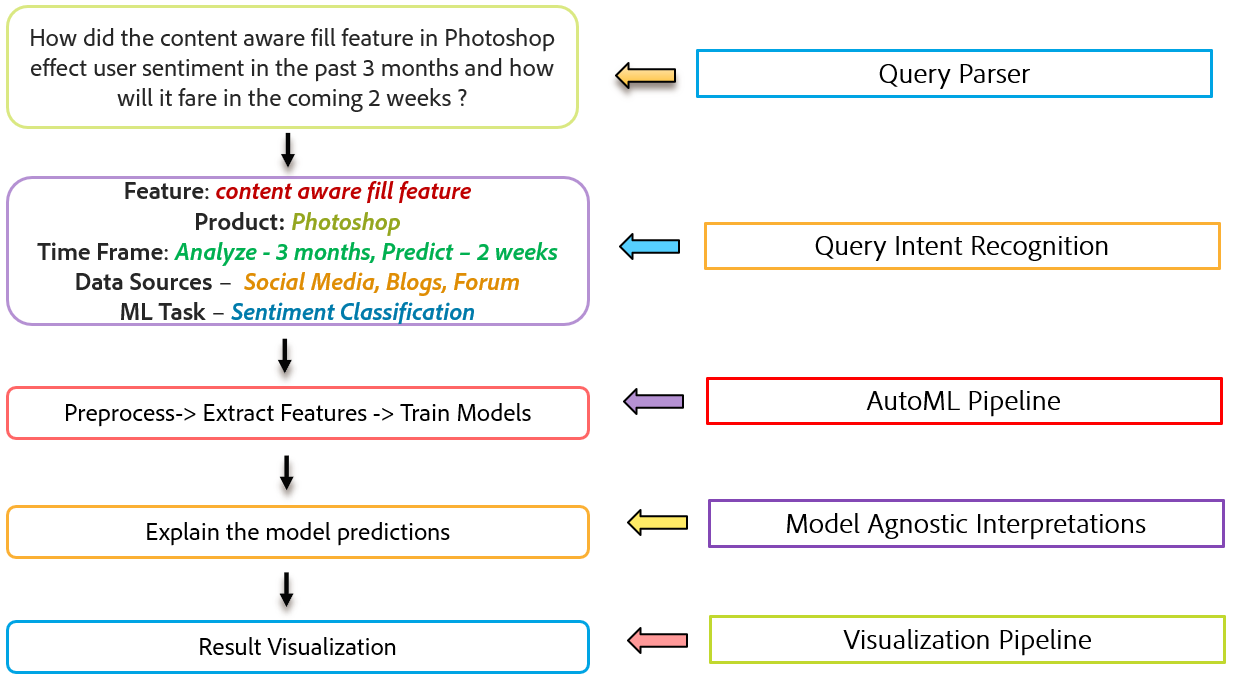 How did the content aware fill feature in Photoshop
effect user sentiment in the past 3 months and how
will it fare in the coming 2 weeks ?
Query Parser
Feature: content aware fill feature
Product: Photoshop
Time Frame: Analyze - 3 months, Predict – 2 weeks
Data Sources – Social Media, Blogs, Forum
ML Task – Sentiment Classification
Query Intent Recognition
Preprocess-> Extract Features -> Train Models
AutoML Pipeline
Explain the model predictions
Model Agnostic Interpretations
Result Visualization
Visualization Pipeline